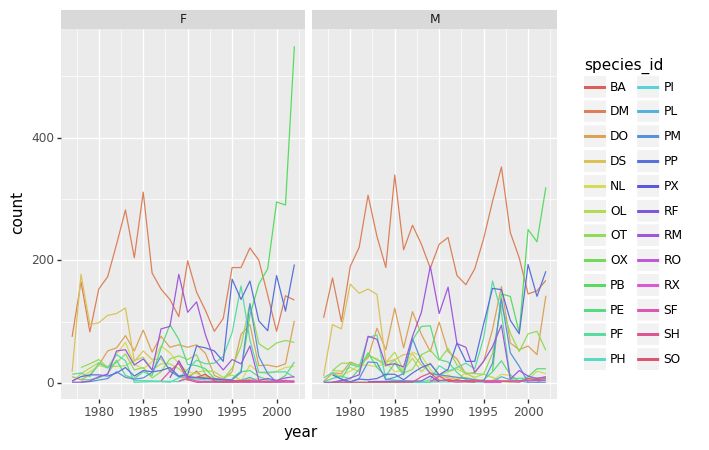 F
M
400
200
0
count
1980 1985 1990 1995 2000
1980 1985 1990 1995 2000
year
species_id
BA
DM
DO
DS
NL
OL
OT
OX
PB
PE
PF
PH
PI
PL
PM
PP
PX
RF
RM
RO
RX
SF
SH
SO